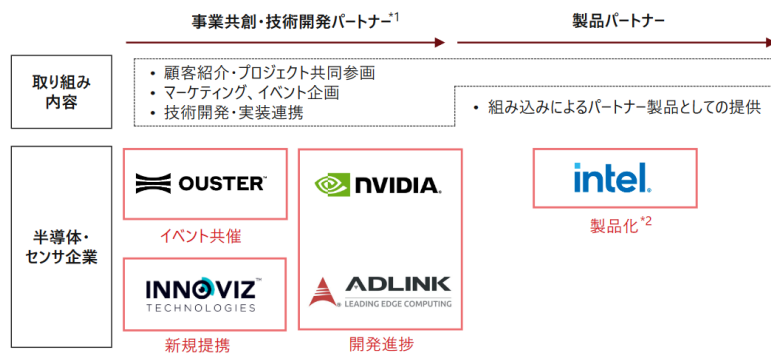 事業共創・技術開発パートナー*1
製品パートナー
取り組み
内容
• 顧客紹介・プロジェクト共同参画
• マーケティング、イベント企画
• 技術開発・実装連携
• 組み込みによるパートナー製品としての提供
半導体・
センサ企業
OUSTER™
イベント共催
NVIDIA.
intel.
製品化*2
INNOVIZ™
TECHNOLOGIES
新規提携
ADLINK
LEADING EDGE COMPUTING
開発進捗